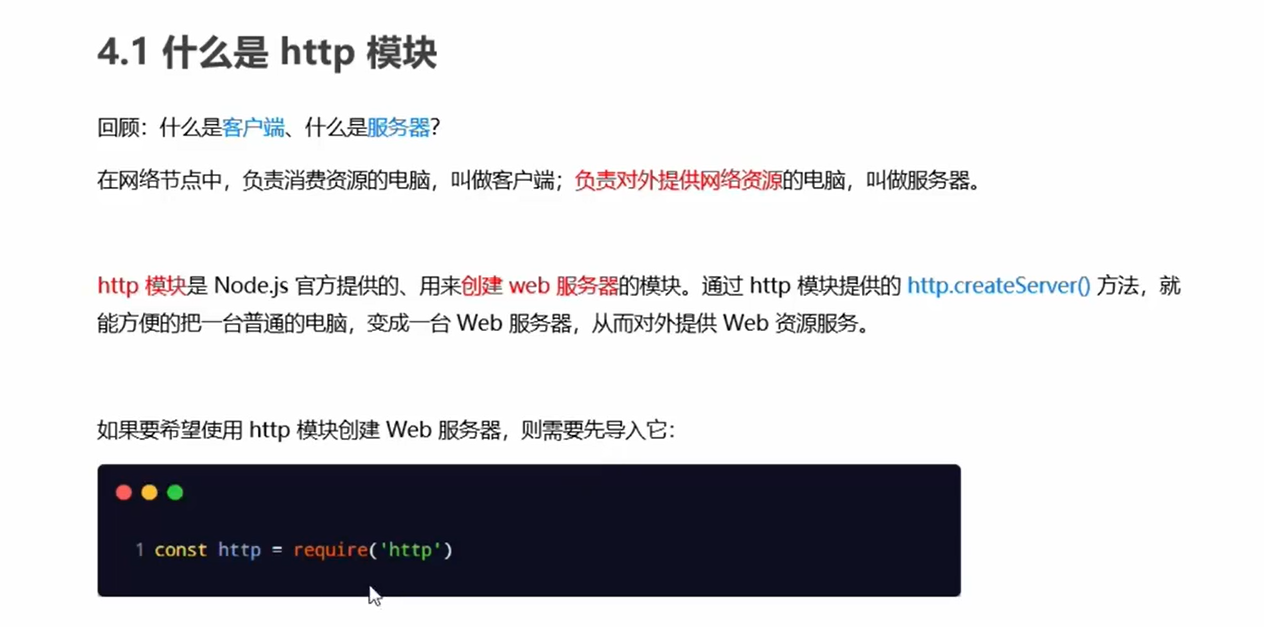 4.1 什么是 http 模块
回顾：什么是客户端、什么是服务器？
在网络节点中，负责消费资源的电脑，叫做客户端；负责对外提供网络资源的电脑，叫做服务器。
http 模块是 Node.js 官方提供的、用来创建 web 服务器的模块。通过 http 模块提供的 http.createServer() 方法，就
能方便的把一台普通的电脑，变成一台 Web 服务器，从而对外提供 Web 资源服务。
如果要希望使用 http 模块创建 Web 服务器，则需要先导入它：
1 const http = require('http')